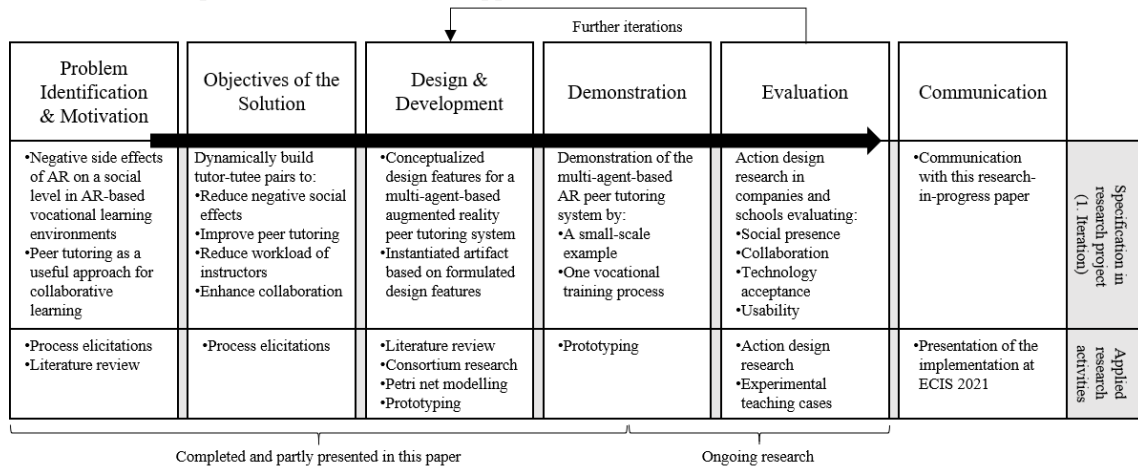 Further iterations
Problem
Identification
& Motivation
Objectives of the
Solution
Design &
Development
Demonstration
Evaluation
Communication
•Negative side effects
of AR on a social
level in AR-based
vocational learning
environments
•Peer tutoring as a
useful approach for
collaborative
learning
Dynamically build
tutor-tutee pairs to:
•Reduce negative social
effects
•Improve peer tutoring
•Reduce workload of
instructors
•Enhance collaboration
•Conceptualized
design features for a
multi-agent-based
augmented reality
peer tutoring system
•Instantiated artifact
based on formulated
design features
Demonstration of the
multi-agent-based
AR peer tutoring
system by:
•A small-scale
example
•One vocational
training process
Action design
research in
companies and
schools evaluating:
•Social presence
•Collaboration
•Technology
acceptance
•Usability
•Communication
with this research-
in-progress paper
Specification in
research project
(1. Iteration)
•Process elicitations
•Literature review
•Process elicitations
•Literature review
•Consortium research
•Petri net modelling
•Prototyping
•Prototyping
•Action design
research
•Experimental
teaching cases
•Presentation of the
implementation at
ECIS 2021
Applied
research
activities
Completed and partly presented in this paper
Ongoing research